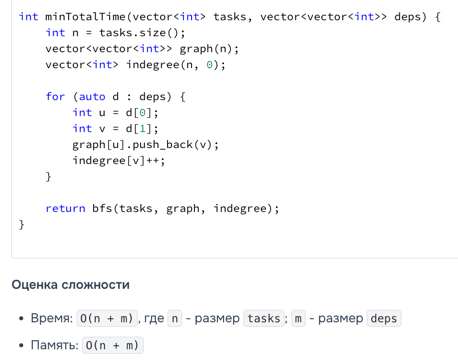 int minTotalTime(vector<int> tasks, vector<vector<int>> deps) {
    int n = tasks.size();
    vector<vector<int>> graph(n);
    vector<int> indegree(n, 0);

    for (auto d : deps) {
        int u = d[0];
        int v = d[1];
        graph[u].push_back(v);
        indegree[v]++;
    }

    return bfs(tasks, graph, indegree);
}
Оценка сложности
• Время: O(n + m), где n - размер tasks; m - размер deps
• Память: O(n + m)